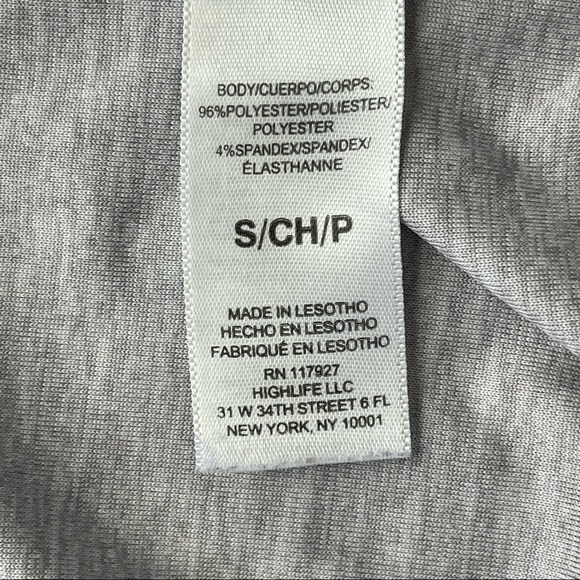 BODY/CUERPO/CORPS:
96%POLYESTER/POLIESTER/
POLYESTER
4%SPANDEX/SPANDEX/
ÉLASTHANNE
S/CH/P
MADE IN LESOTHO
HECHO EN LESOTHO
FABRIQUÉ EN LESOTHO
RN 117927
HIGHLIFE LLC
31 W 34TH STREET 6 FL
NEW YORK, NY 10001